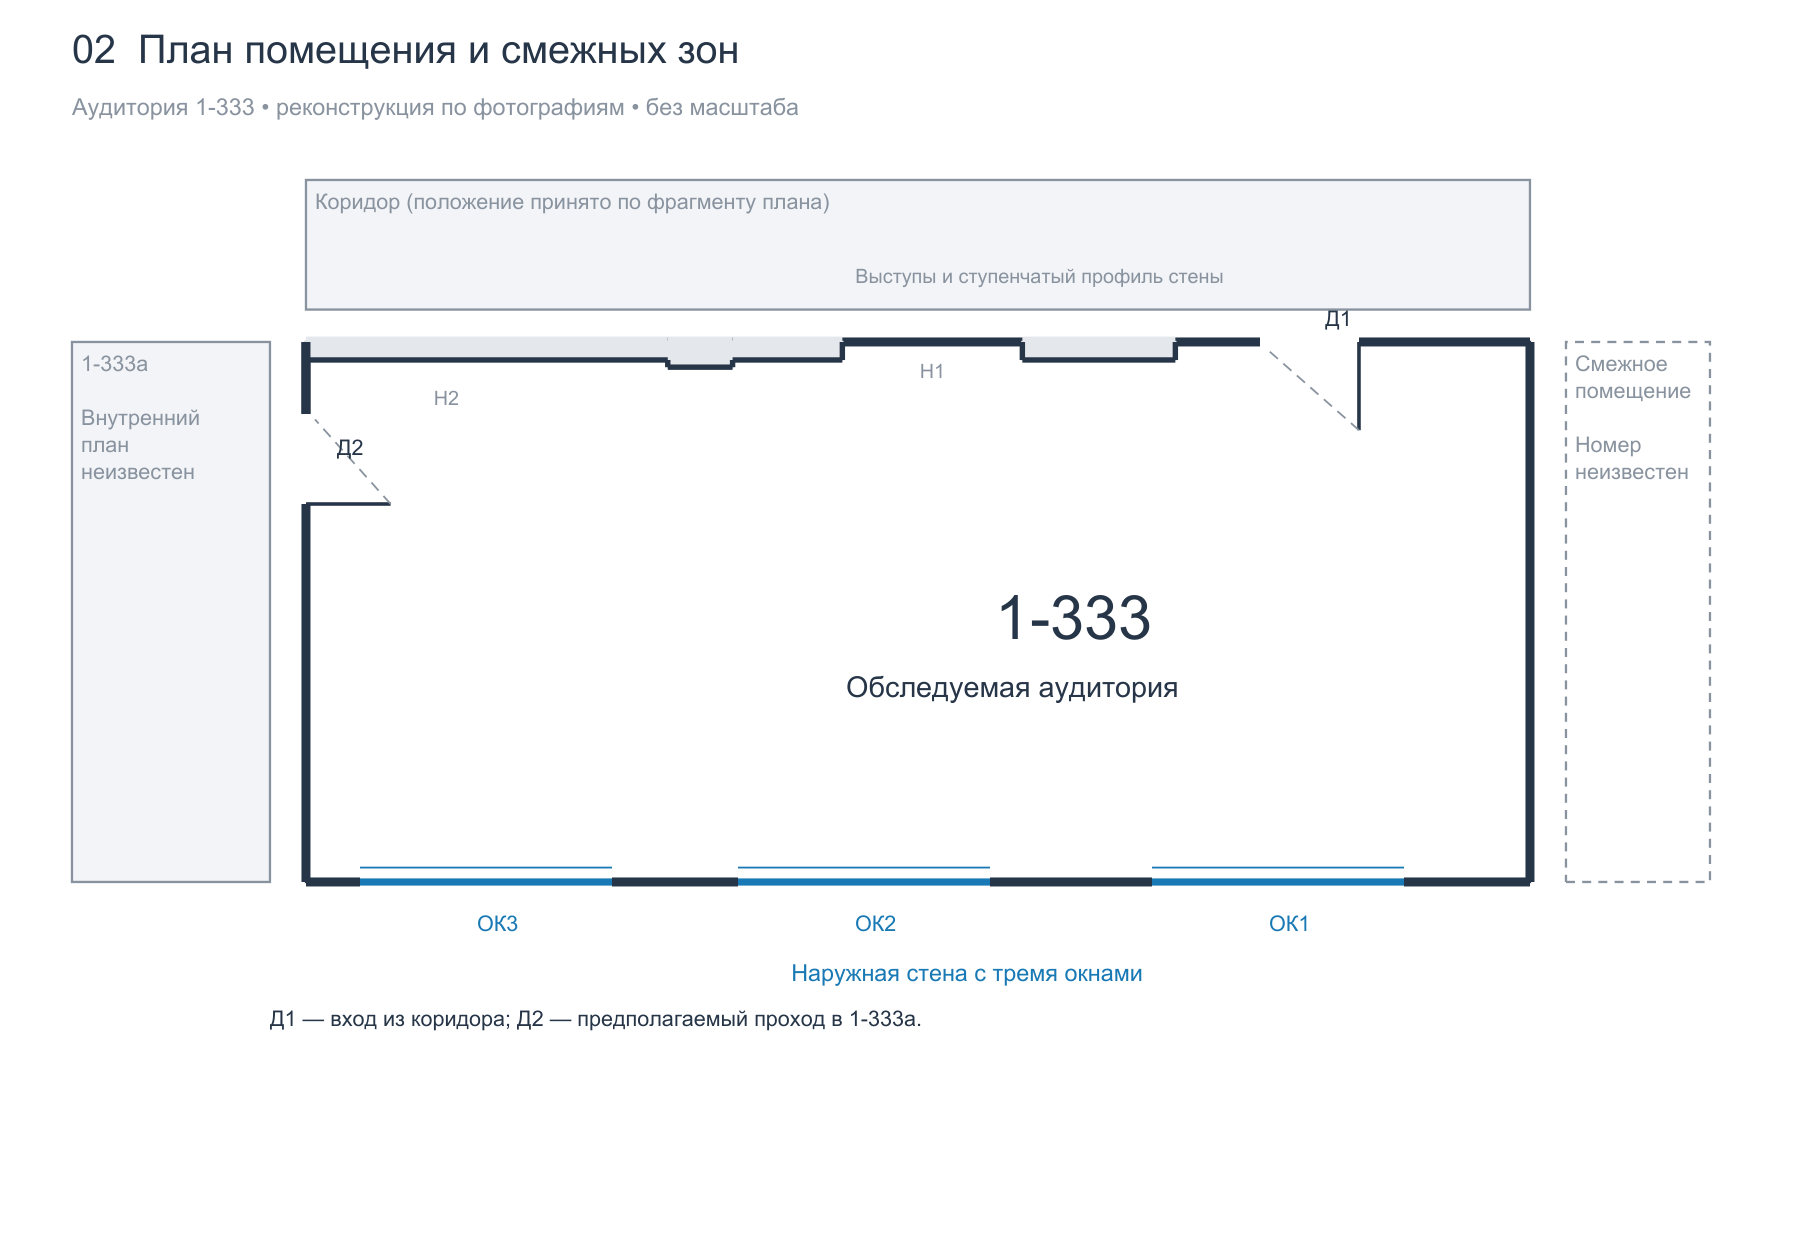 02 План помещения и смежных зон
Аудитория 1-333 • реконструкция по фотографиям • без масштаба
Коридор (положение принято по фрагменту плана)
Выступы и ступенчатый профиль стены
Д1
1-333а
Внутренний
план
неизвестен
Н2
Н1
Д2
Смежное
помещение
Номер
неизвестен
1-333
Обследуемая аудитория
ОК3
ОК2
ОК1
Наружная стена с тремя окнами
Д1 — вход из коридора; Д2 — предполагаемый проход в 1-333а.